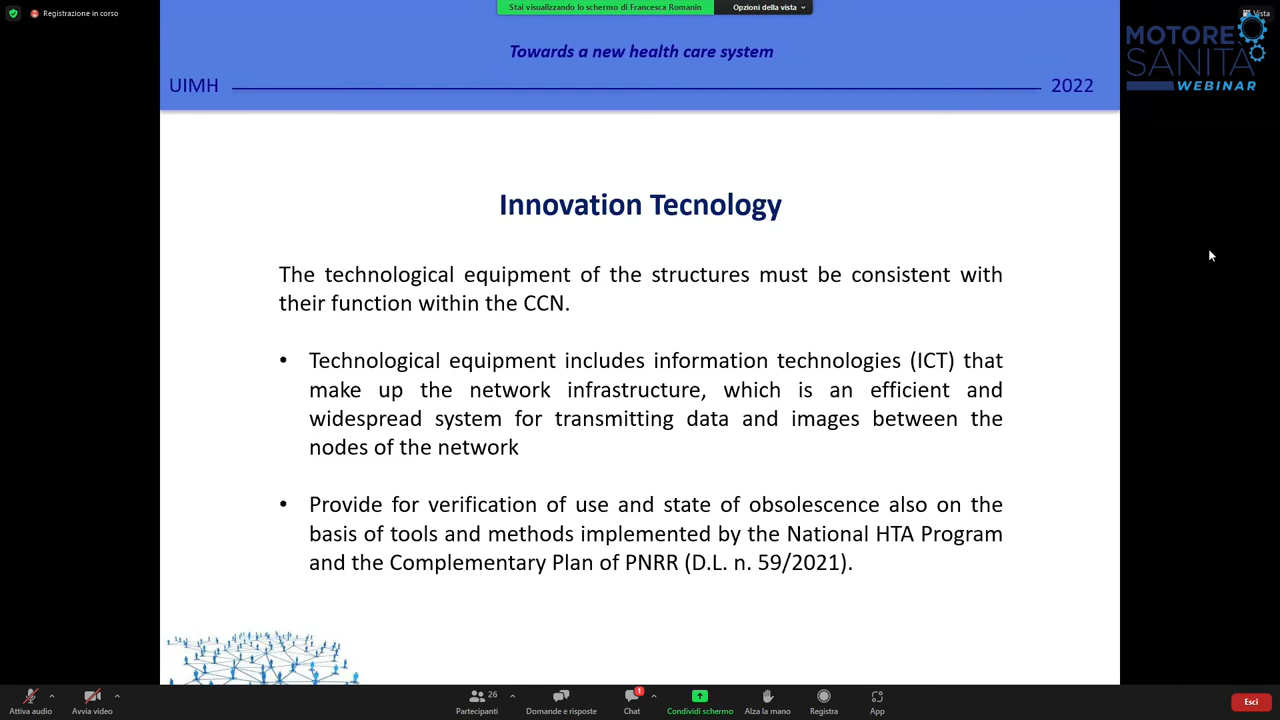 Registrazione in corso
Stai visualizzando lo schermo di Francesca Romanin
Opzioni della vista
Vista
MOTORE
SANITÀ
WEBINAR
Towards a new health care system
UIMH
2022
Innovation Tecnology
The technological equipment of the structures must be consistent with
their function within the CCN.
• Technological equipment includes information technologies (ICT) that
make up the network infrastructure, which is an efficient and
widespread system for transmitting data and images between the
nodes of the network
• Provide for verification of use and state of obsolescence also on the
basis of tools and methods implemented by the National HTA Program
and the Complementary Plan of PNRR (D.L. n. 59/2021).
Attiva audio
Avvia video
26
Partecipanti
Domande e risposte
1
Chat
Condividi schermo
Alza la mano
Registra
App
Esci